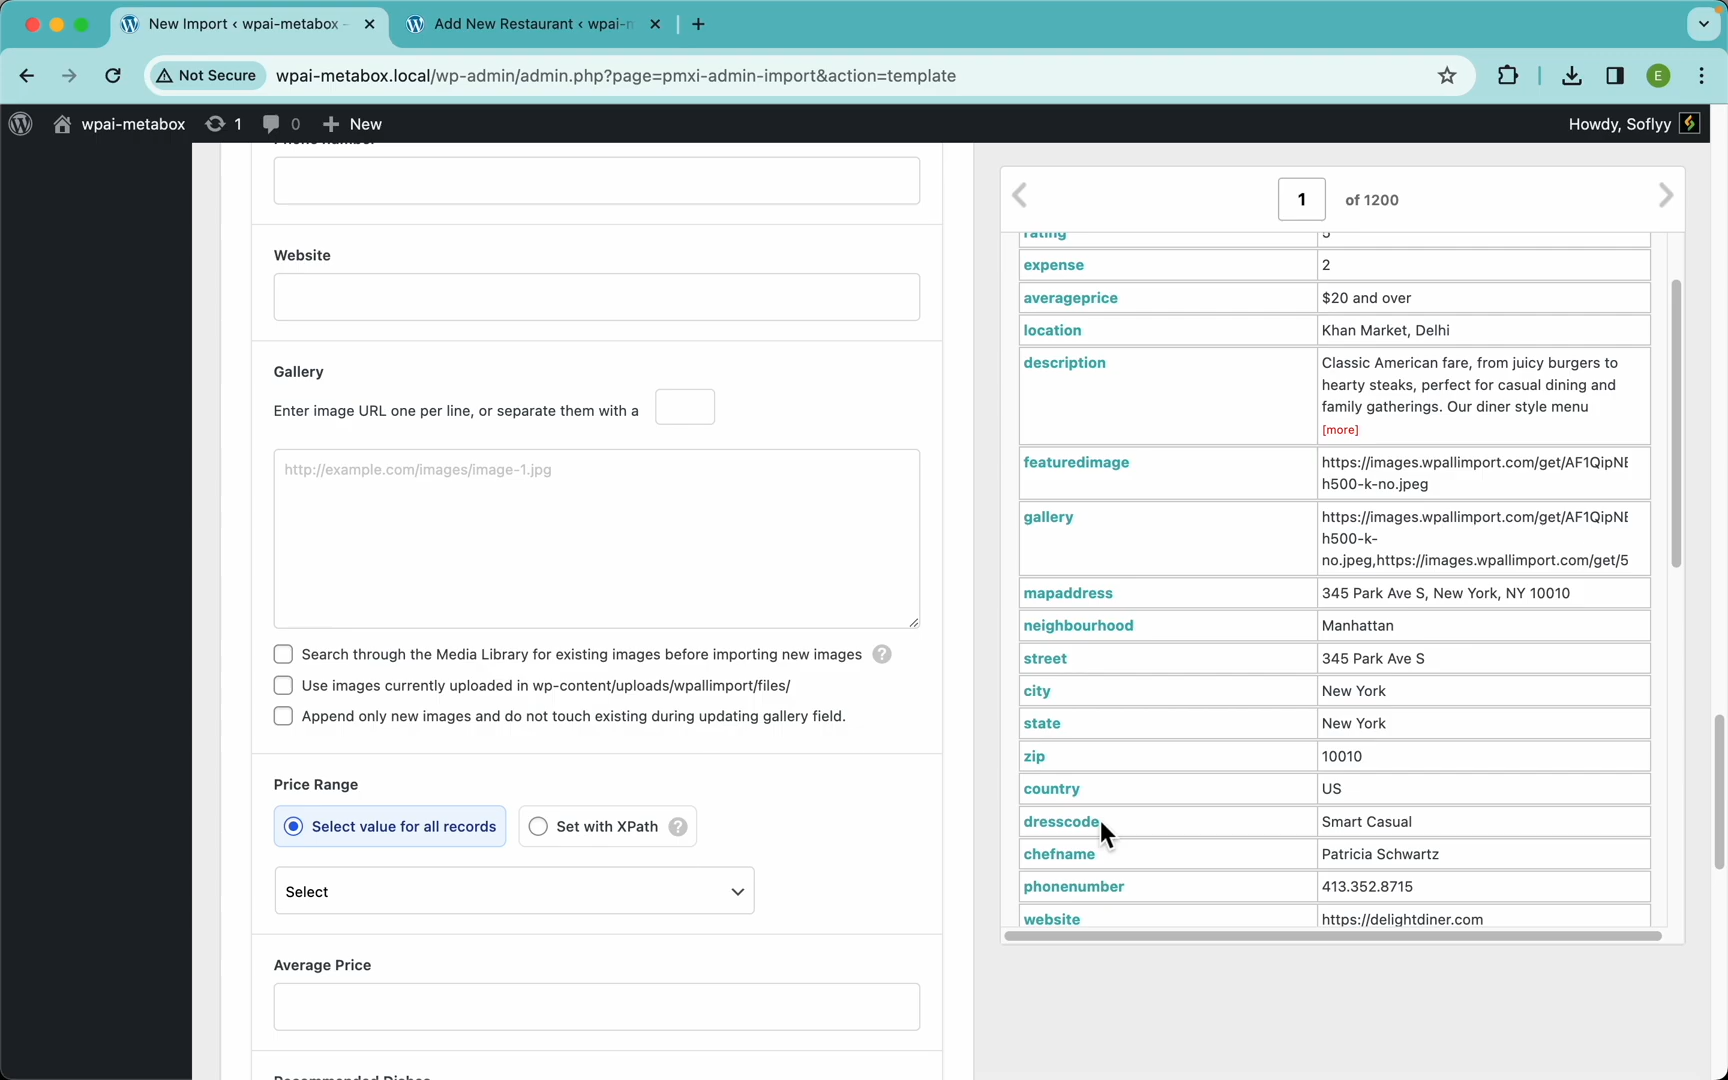 New Import ‹ wpai-metabox
Add New Restaurant ‹ wpai-
Not Secure
wpai-metabox.local/wp-admin/admin.php?page=pmxi-admin-import&action=template
E
wpai-metabox
1
0
New
Howdy, Soflyy
Phone Number
Website
Gallery
Enter image URL one per line, or separate them with a
http://example.com/images/image-1.jpg
Search through the Media Library for existing images before importing new images ?
Use images currently uploaded in wp-content/uploads/wpallimport/files/
Append only new images and do not touch existing during updating gallery field.
Price Range
Select value for all records
Set with XPath ?
Select
Average Price
Recommended Dishes
1 of 1200
rating 5
expense 2
averageprice $20 and over
location Khan Market, Delhi
description Classic American fare, from juicy burgers to
hearty steaks, perfect for casual dining and
family gatherings. Our diner style menu
[more]
featuredimage https://images.wpallimport.com/get/AF1QipN
h500-k-no.jpeg
gallery https://images.wpallimport.com/get/AF1QipN
h500-k-
no.jpeg,https://images.wpallimport.com/get/5
mapaddress 345 Park Ave S, New York, NY 10010
neighbourhood Manhattan
street 345 Park Ave S
city New York
state New York
zip 10010
country US
dresscode Smart Casual
chefname Patricia Schwartz
phonenumber 413.352.8715
website https://delightdiner.com